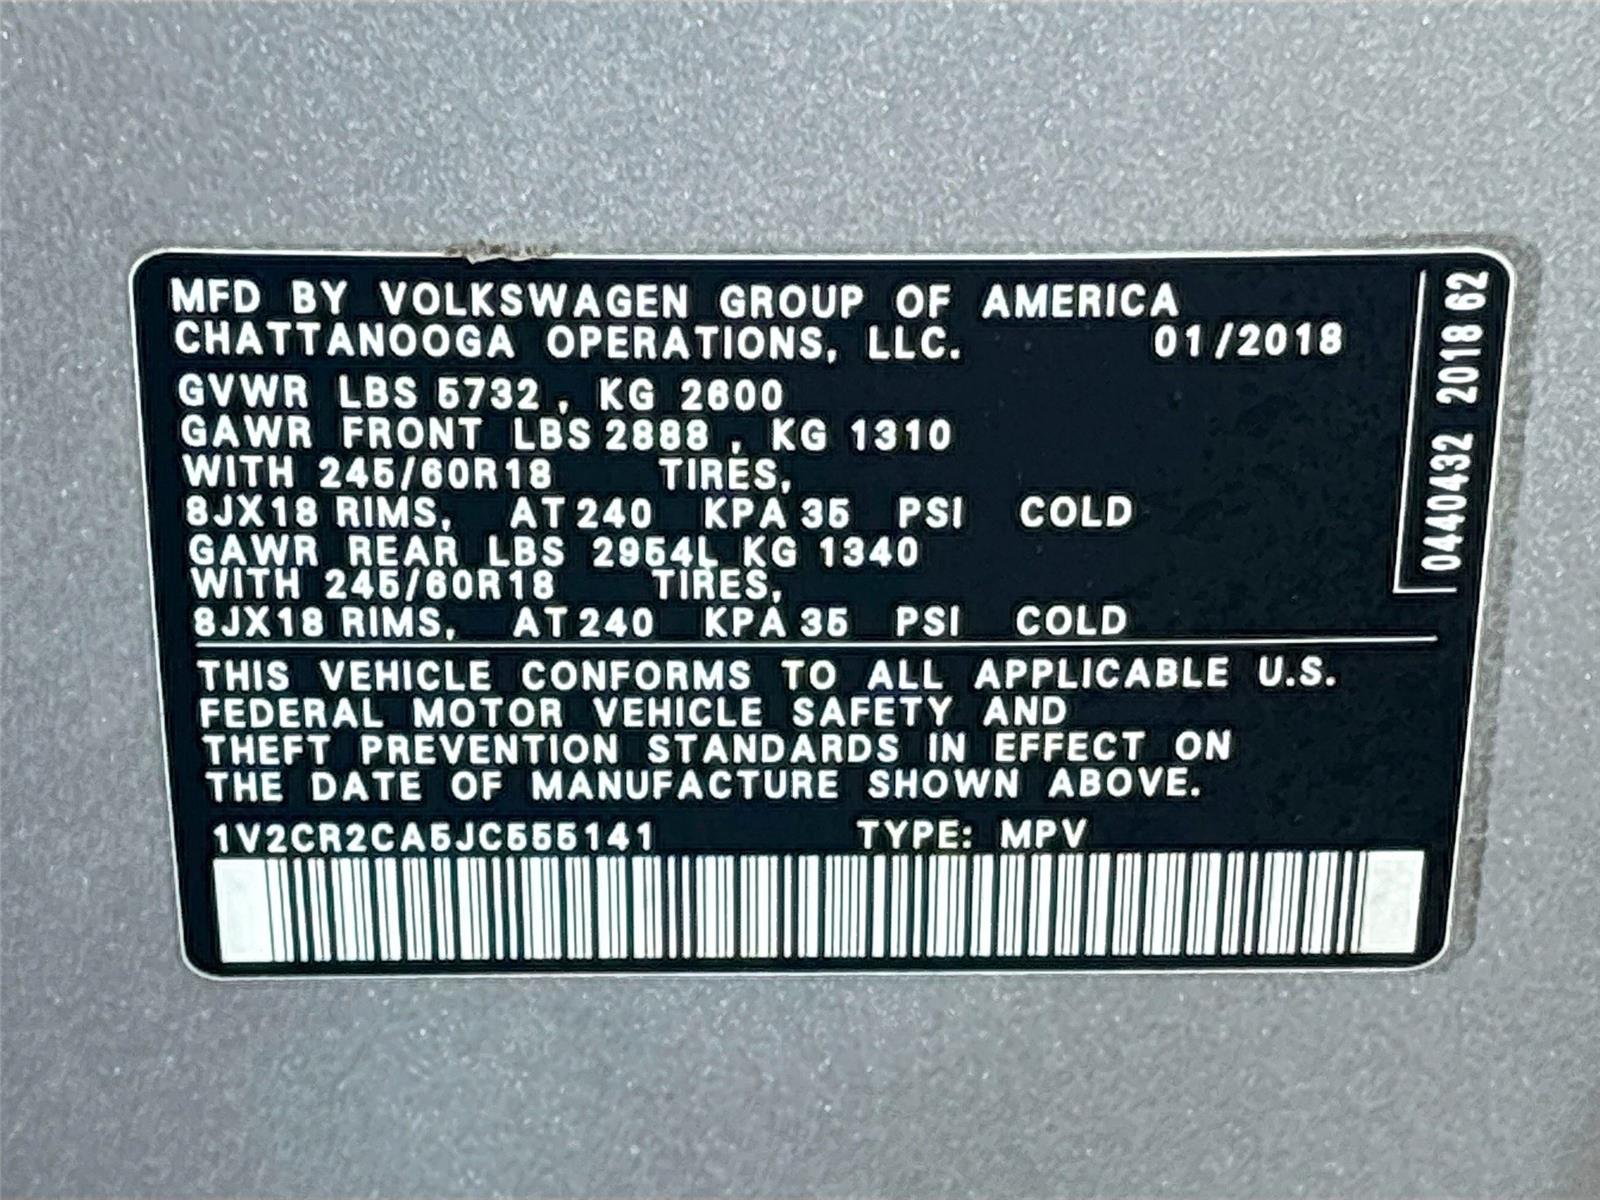 MFD BY VOLKSWAGEN GROUP OF AMERICA
CHATTANOOGA OPERATIONS, LLC. 01/2018
GVWR LBS 5732 , KG 2600
GAWR FRONT LBS 2888 , KG 1310
WITH 245/60R18 TIRES,
8JX18 RIMS, AT 240 KPA 35 PSI COLD
GAWR REAR LBS 2954L KG 1340
WITH 245/60R18 TIRES,
8JX18 RIMS, AT 240 KPA 35 PSI COLD
THIS VEHICLE CONFORMS TO ALL APPLICABLE U.S.
FEDERAL MOTOR VEHICLE SAFETY AND
THEFT PREVENTION STANDARDS IN EFFECT ON
THE DATE OF MANUFACTURE SHOWN ABOVE.
1V2CR2CA5JC555141 TYPE: MPV
0440432 2018 62